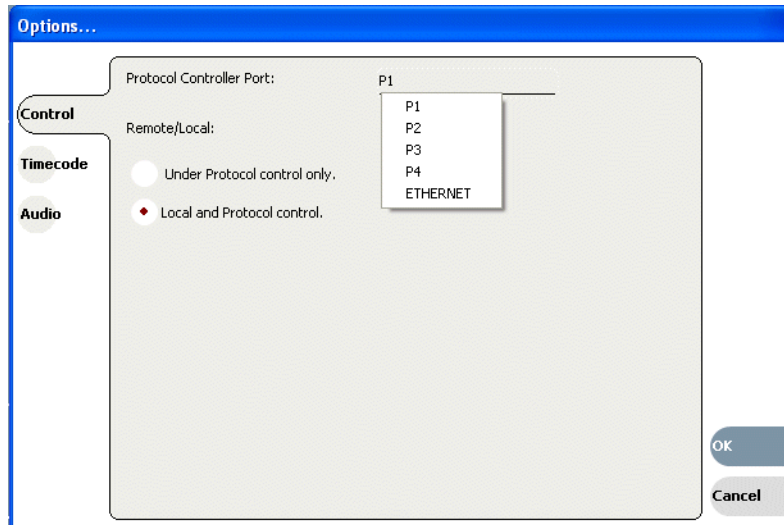 Options...
Control
Timecode
Audio
Protocol Controller Port:
P1
P1
P2
P3
P4
ETHERNET
Remote/Local:
Under Protocol control only.
Local and Protocol control.
OK
Cancel